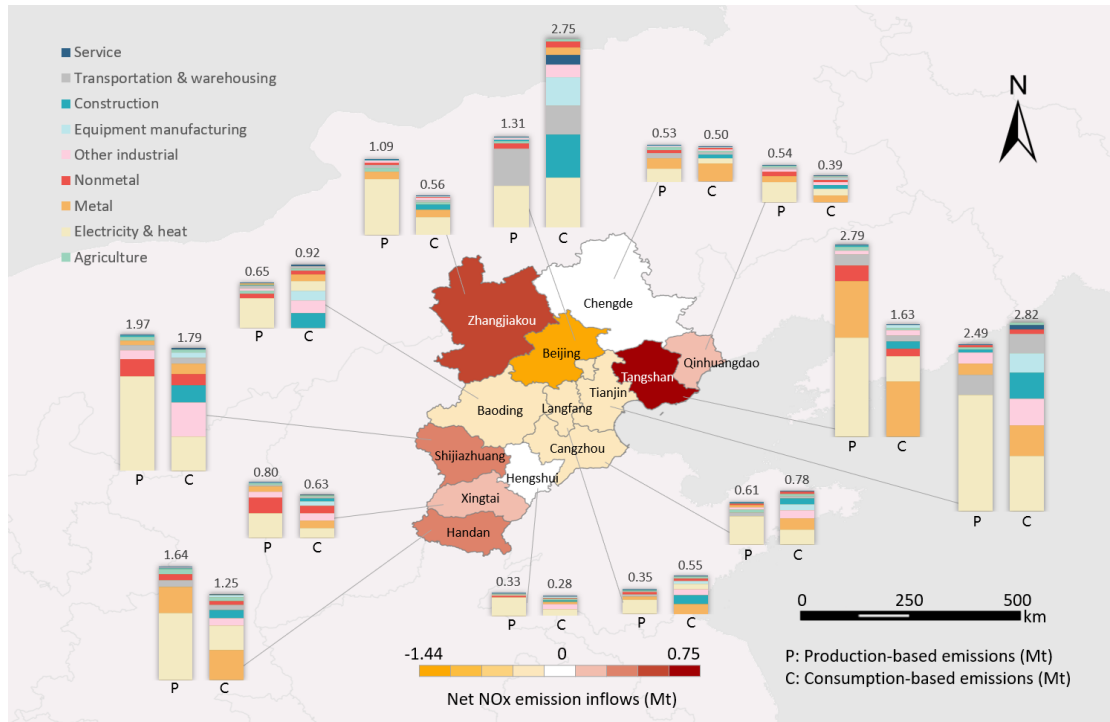 Service
Transportation & warehousing
Construction
Equipment manufacturing
Other industrial
Nonmetal
Metal
Electricity & heat
Agriculture
N
2.75
1.31
P
C
1.09
0.56
P
C
0.53
0.50
P
C
0.54
0.39
P
C
0.65
0.92
P
C
2.79
1.63
P
C
1.97
1.79
P
C
2.49
2.82
P
C
0.80
0.63
P
C
0.61
0.78
P
C
1.64
1.25
P
C
0.33
0.28
P
C
0.35
0.55
P
C
Chengde
Zhangjiakou
Beijing
Qinhuangdao
Tangshan
Tianjin
Baoding
Langfang
Cangzhou
Shijiazhuang
Hengshui
Xingtai
Handan
0 250 500
km
-1.44 0 0.75
Net NOx emission inflows (Mt)
P: Production-based emissions (Mt)
C: Consumption-based emissions (Mt)